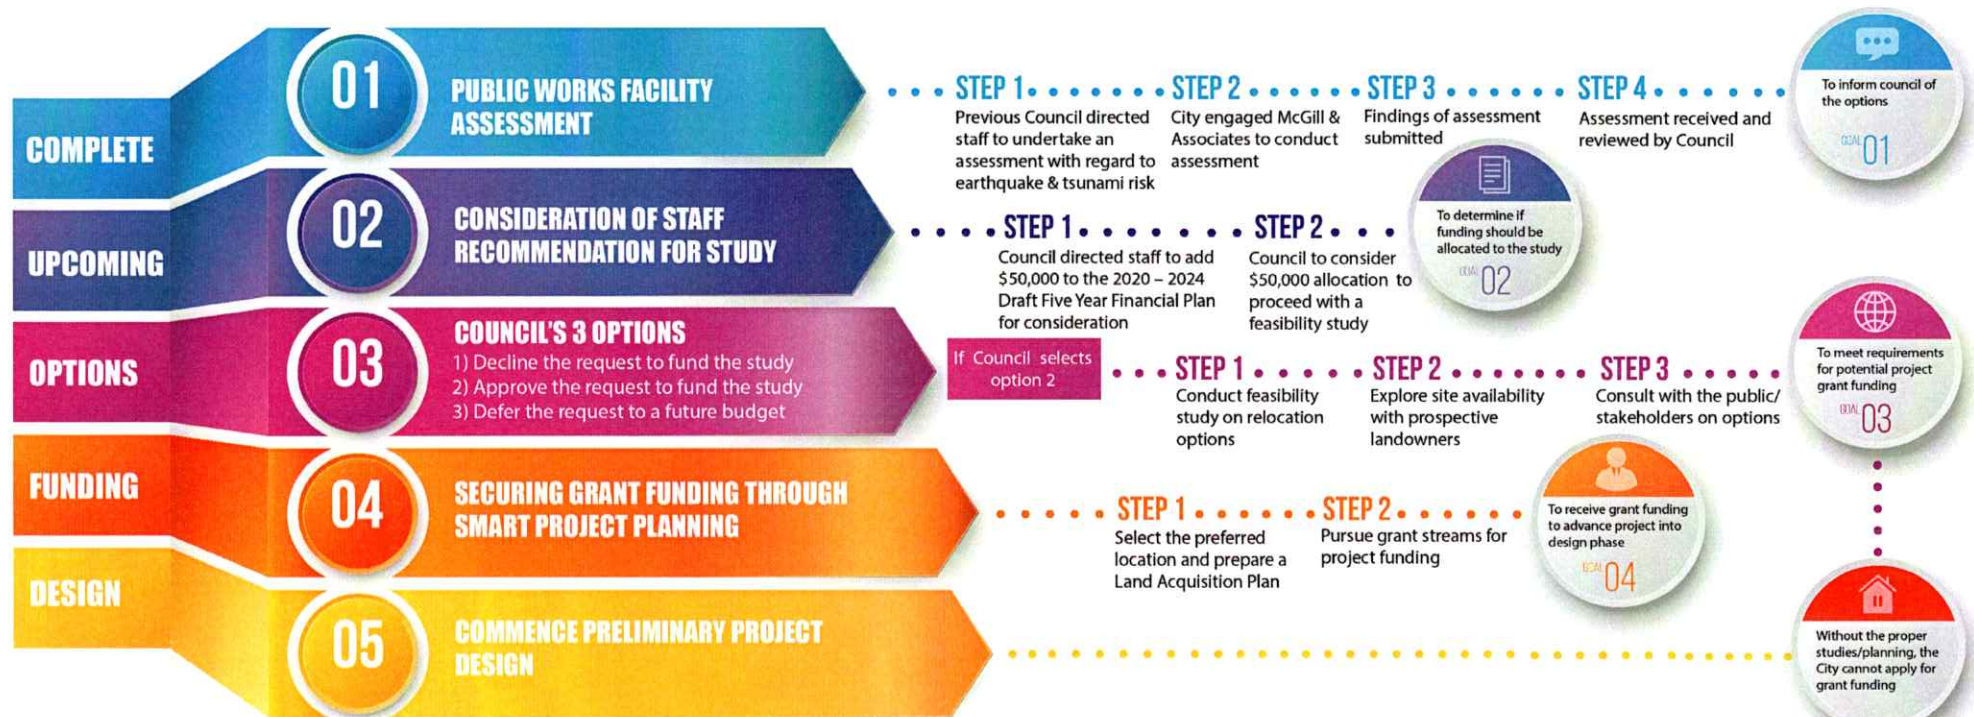 COMPLETE
01
PUBLIC WORKS FACILITY
ASSESSMENT
STEP 1
Previous Council directed
staff to undertake an
assessment with regard to
earthquake & tsunami risk
STEP 2
City engaged McGill &
Associates to conduct
assessment
STEP 3
Findings of assessment
submitted
STEP 4
Assessment received and
reviewed by Council
To inform council of
the options
GOAL 01
UPCOMING
02
CONSIDERATION OF STAFF
RECOMMENDATION FOR STUDY
STEP 1
Council directed staff to add
$50,000 to the 2020 – 2024
Draft Five Year Financial Plan
for consideration
STEP 2
Council to consider
$50,000 allocation to
proceed with a
feasibility study
To determine if
funding should be
allocated to the study
GOAL 02
OPTIONS
03
COUNCIL'S 3 OPTIONS
1) Decline the request to fund the study
2) Approve the request to fund the study
3) Defer the request to a future budget
If Council selects
option 2
STEP 1
Conduct feasibility
study on relocation
options
STEP 2
Explore site availability
with prospective
landowners
STEP 3
Consult with the public/
stakeholders on options
To meet requirements
for potential project
grant funding
GOAL 03
FUNDING
04
SECURING GRANT FUNDING THROUGH
SMART PROJECT PLANNING
STEP 1
Select the preferred
location and prepare a
Land Acquisition Plan
STEP 2
Pursue grant streams for
project funding
To receive grant funding
to advance project into
design phase
GOAL 04
DESIGN
05
COMMENCE PRELIMINARY PROJECT
DESIGN
Without the proper
studies/planning, the
City cannot apply for
grant funding